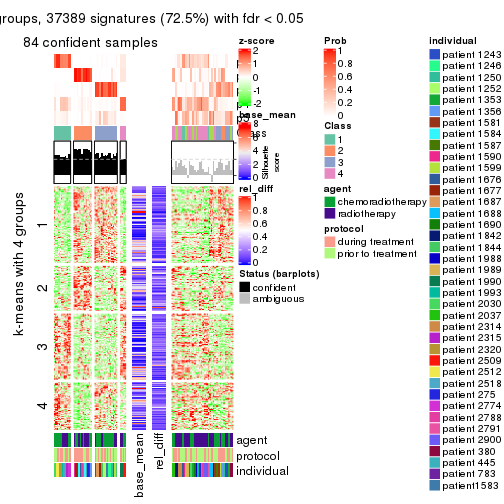 groups, 37389 signatures (72.5%) with fdr < 0.05
84 confident samples
k-means with 4 groups
1
2
3
4
base_mean
rel_diff
agent
protocol
individual
z-score
2
1
0
-1
-2
base_mean
8
6
4
2
0
Silhouette
score
rel_diff
1
0.8
0.6
0.4
0.2
0
Status (barplots)
confident
ambiguous
Prob
1
0.8
0.6
0.4
0.2
0
Class
1
2
3
4
agent
chemoradiotherapy
radiotherapy
protocol
during treatment
prior to treatment
individual
patient 1243
patient 1246
patient 1250
patient 1252
patient 1353
patient 1356
patient 1581
patient 1584
patient 1587
patient 1590
patient 1599
patient 1676
patient 1677
patient 1687
patient 1688
patient 1690
patient 1842
patient 1844
patient 1988
patient 1989
patient 1990
patient 1993
patient 2030
patient 2037
patient 2314
patient 2315
patient 2320
patient 2509
patient 2512
patient 2518
patient 275
patient 2774
patient 2788
patient 2791
patient 2900
patient 380
patient 445
patient 783
patient1583